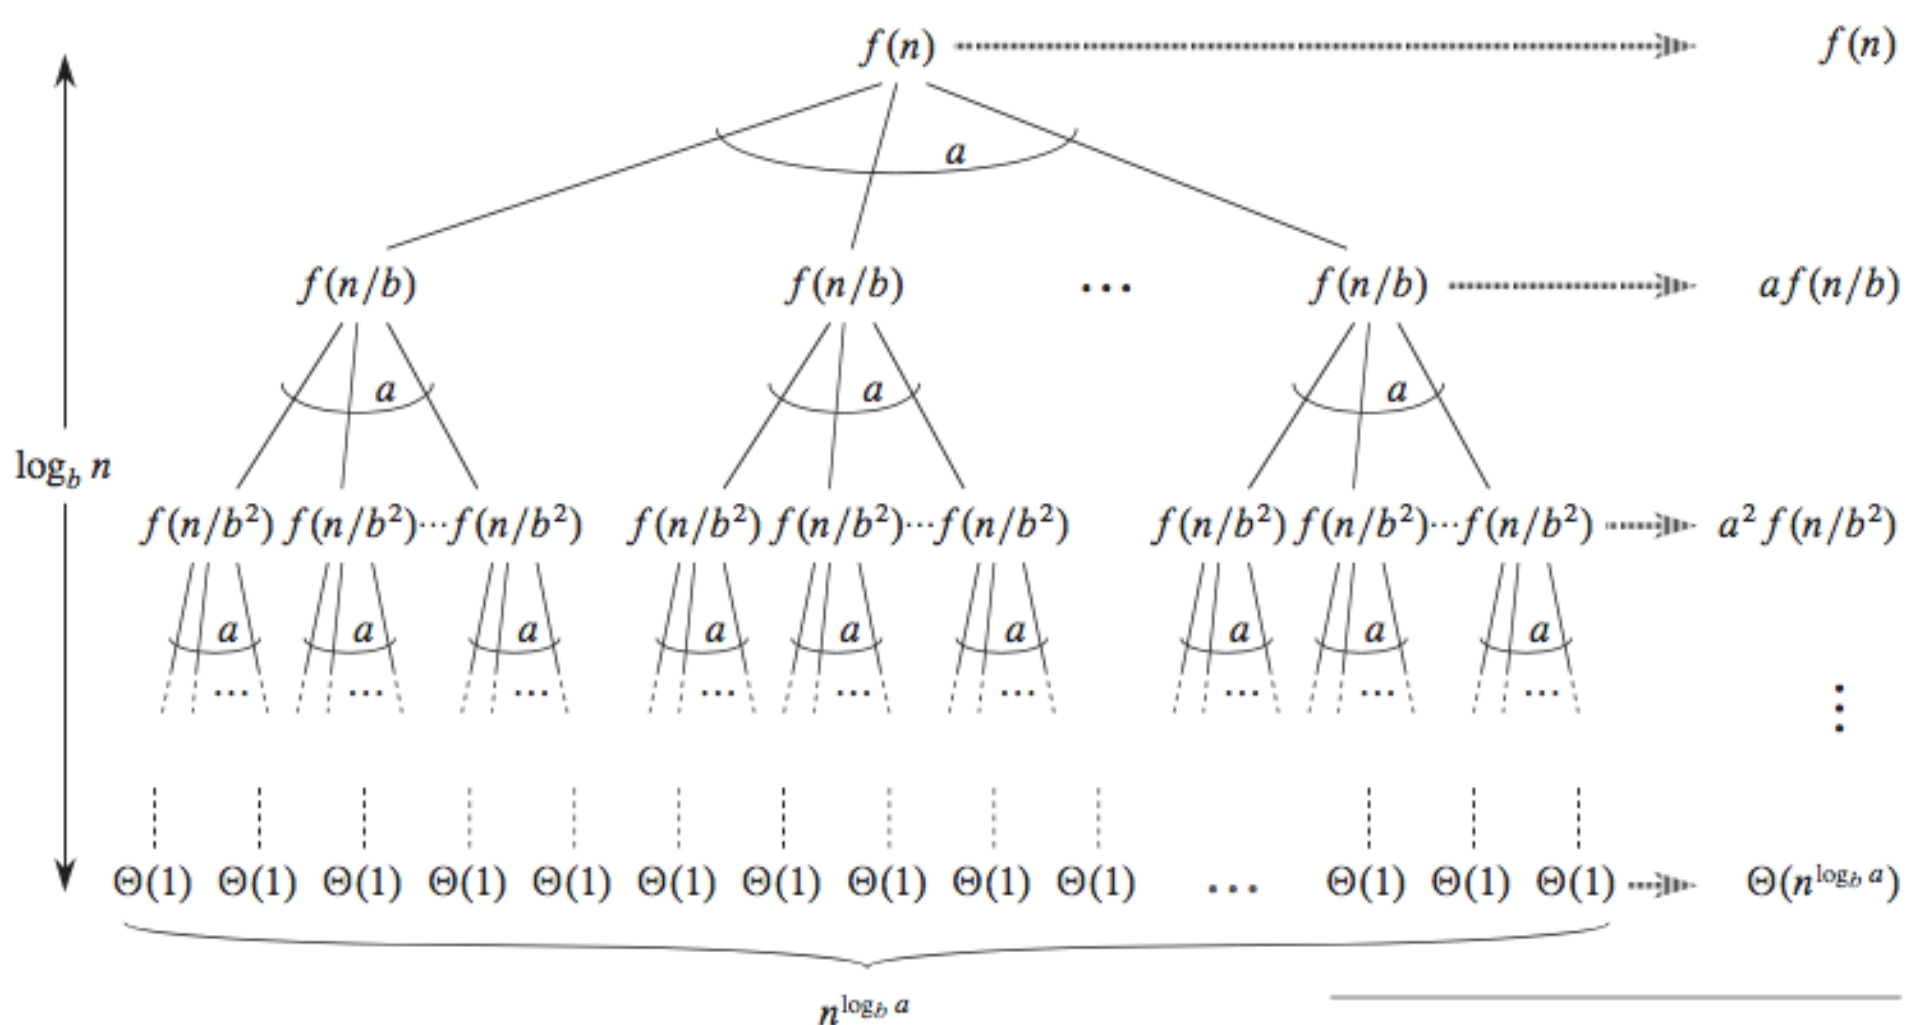 f(n) f(n)
a
f(n/b) f(n/b) ... f(n/b) af(n/b)
a a a
log_b n
f(n/b²) f(n/b²)...f(n/b²) f(n/b²) f(n/b²)...f(n/b²) f(n/b²) f(n/b²)...f(n/b²) a² f(n/b²)
a a a a a a a a a
... ... ... ... ... ... ... ... ... ⋮
Θ(1) Θ(1) Θ(1) Θ(1) Θ(1) Θ(1) Θ(1) Θ(1) Θ(1) Θ(1) ... Θ(1) Θ(1) Θ(1) Θ(n^{log_b a})
n^{log_b a}